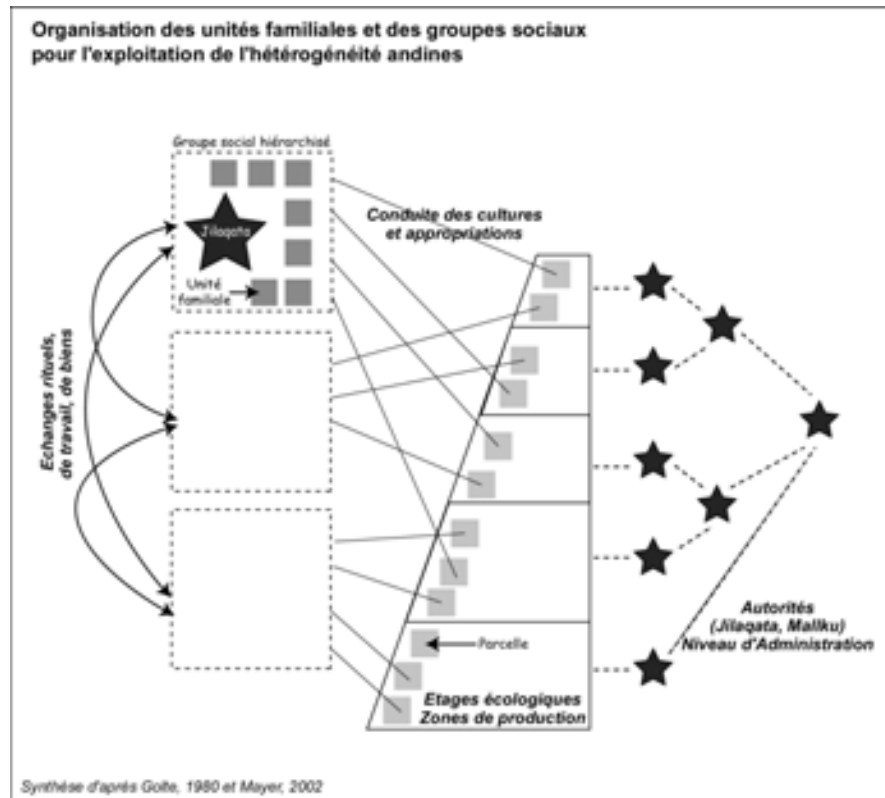 Organisation des unités familiales et des groupes sociaux
pour l'exploitation de l'hétérogénéité andines
Groupe social hiérarchisé
Jilaqata
Unité
familiale
Conduite des cultures
et appropriations
Echanges rituels,
de travail, de biens
Parcelle
Autorités
(Jilaqata, Mallku)
Niveau d'Administration
Etages écologiques
Zones de production
Synthèse d'après Golte, 1980 et Mayer, 2002